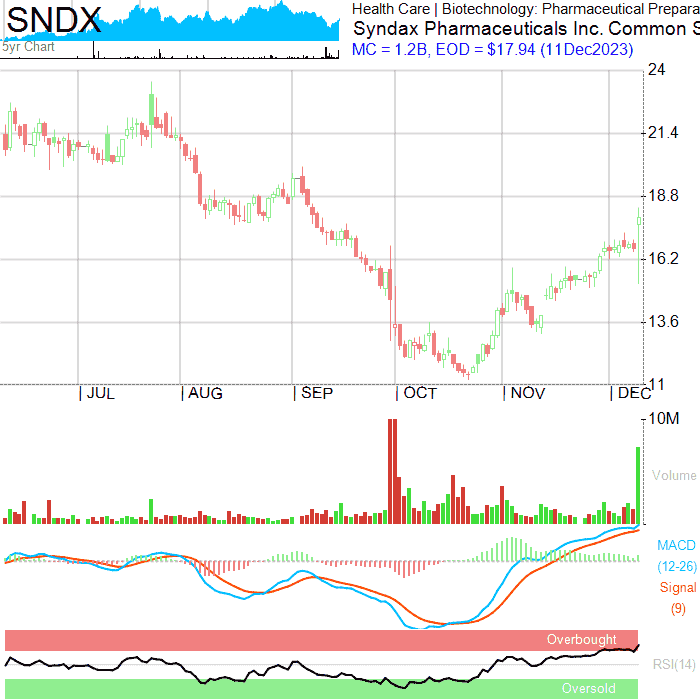 SNDX
5yr Chart
Health Care | Biotechnology: Pharmaceutical Prepara
Syndax Pharmaceuticals Inc. Common S
MC = 1.2B, EOD = $17.94 (11Dec2023)
24
21.4
18.8
16.2
13.6
11
| JUL | AUG | SEP | OCT | NOV | DEC
10M
Volume
MACD
(12-26)
Signal
(9)
Overbought
RSI(14)
Oversold